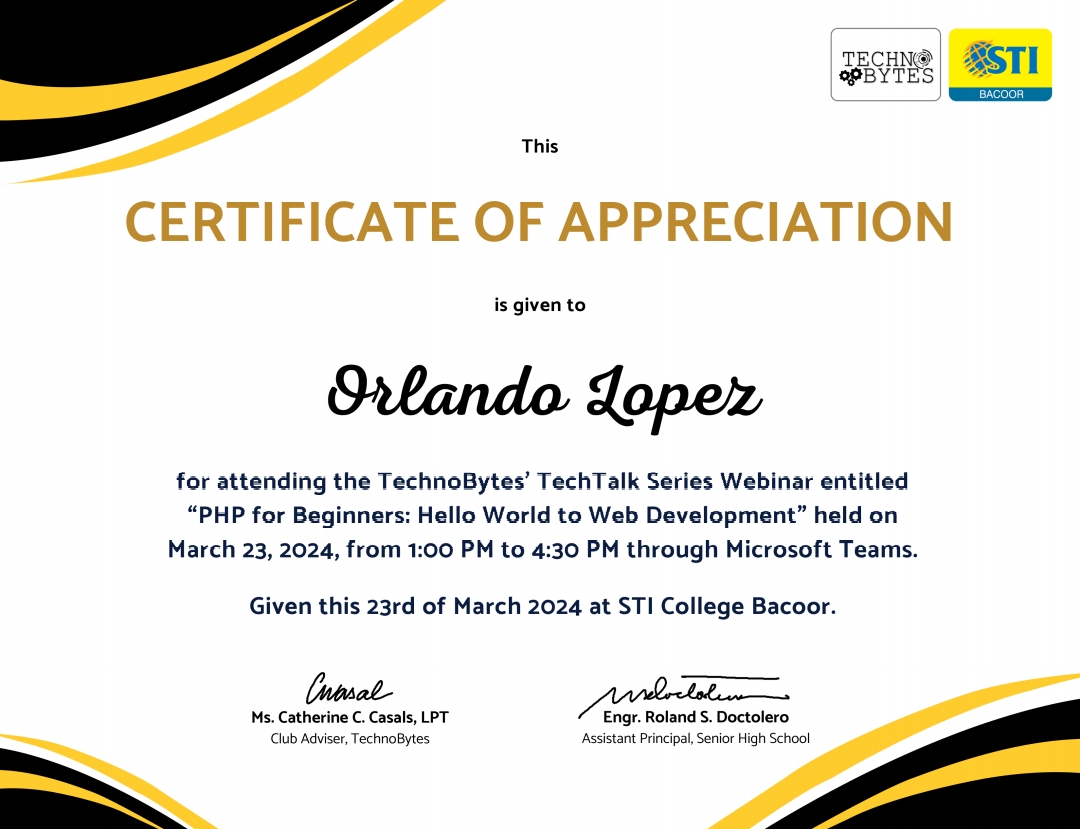 TECHNO
BYTES
STI
BACOOR
This
CERTIFICATE OF APPRECIATION
is given to
Orlando Lopez
for attending the TechnoBytes’ TechTalk Series Webinar entitled
“PHP for Beginners: Hello World to Web Development” held on
March 23, 2024, from 1:00 PM to 4:30 PM through Microsoft Teams.
Given this 23rd of March 2024 at STI College Bacoor.
Ms. Catherine C. Casals, LPT
Club Adviser, TechnoBytes
Engr. Roland S. Doctolero
Assistant Principal, Senior High School